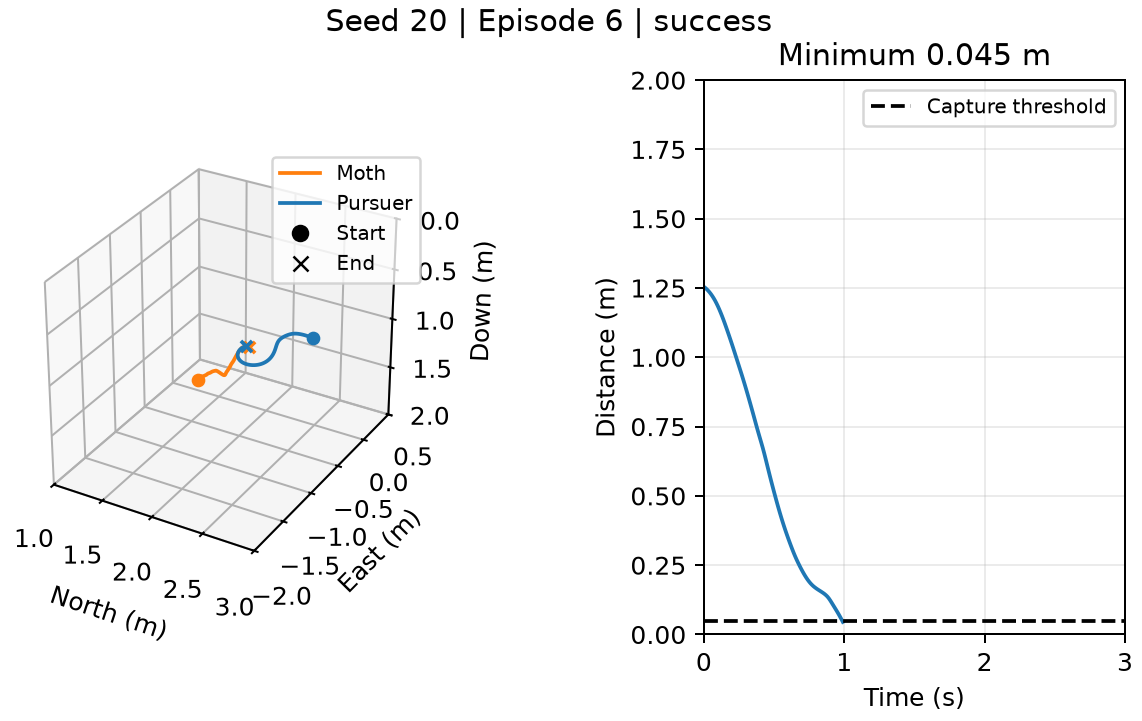 Seed 20 | Episode 6 | success
Moth
Pursuer
Start
End
0.0
0.5
1.0
1.5
2.0
Down (m)
0.5
0.0
−0.5
−1.0
−1.5
−2.0
East (m)
1.0
1.5
2.0
2.5
3.0
North (m)
Minimum 0.045 m
Capture threshold
2.00
1.75
1.50
1.25
1.00
0.75
0.50
0.25
0.00
Distance (m)
0 1 2 3
Time (s)